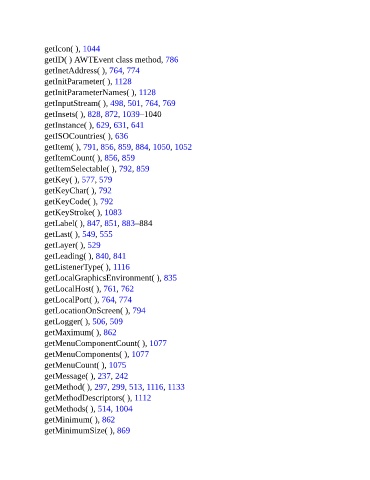 getIcon( ), 1044
getID( ) AWTEvent class method, 786
getInetAddress( ), 764, 774
getInitParameter( ), 1128
getInitParameterNames( ), 1128
getInputStream( ), 498, 501, 764, 769
getInsets( ), 828, 872, 1039–1040
getInstance( ), 629, 631, 641
getISOCountries( ), 636
getItem( ), 791, 856, 859, 884, 1050, 1052
getItemCount( ), 856, 859
getItemSelectable( ), 792, 859
getKey( ), 577, 579
getKeyChar( ), 792
getKeyCode( ), 792
getKeyStroke( ), 1083
getLabel( ), 847, 851, 883–884
getLast( ), 549, 555
getLayer( ), 529
getLeading( ), 840, 841
getListenerType( ), 1116
getLocalGraphicsEnvironment( ), 835
getLocalHost( ), 761, 762
getLocalPort( ), 764, 774
getLocationOnScreen( ), 794
getLogger( ), 506, 509
getMaximum( ), 862
getMenuComponentCount( ), 1077
getMenuComponents( ), 1077
getMenuCount( ), 1075
getMessage( ), 237, 242
getMethod( ), 297, 299, 513, 1116, 1133
getMethodDescriptors( ), 1112
getMethods( ), 514, 1004
getMinimum( ), 862
getMinimumSize( ), 869